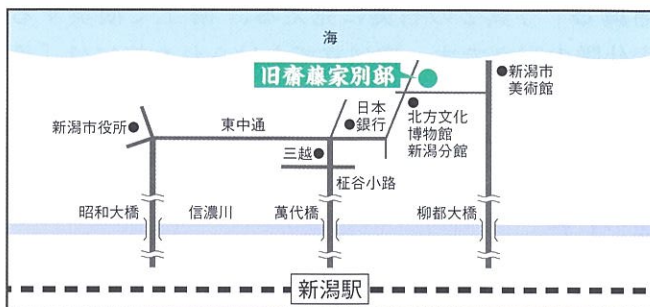 海
旧齋藤家別邸
新潟市
美術館
日本
銀行
北方文化
博物館
新潟分館
新潟市役所
東中通
三越
柾谷小路
昭和大橋
信濃川
萬代橋
柳都大橋
新潟駅